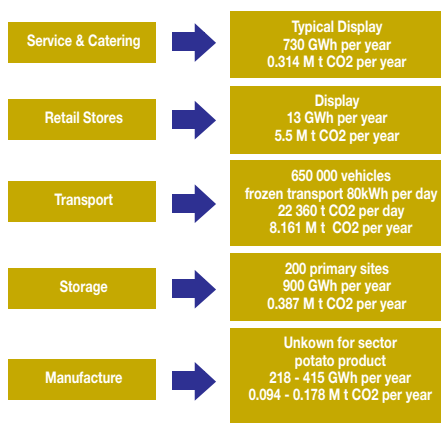 Service & Catering
Typical Display
730 GWh per year
0.314 M t CO2 per year
Retail Stores
Display
13 GWh per year
5.5 M t CO2 per year
Transport
650 000 vehicles
frozen transport 80kWh per day
22 360 t CO2 per day
8.161 M t CO2 per year
Storage
200 primary sites
900 GWh per year
0.387 M t CO2 per year
Manufacture
Unkown for sector
potato product
218 - 415 GWh per year
0.094 - 0.178 M t CO2 per year